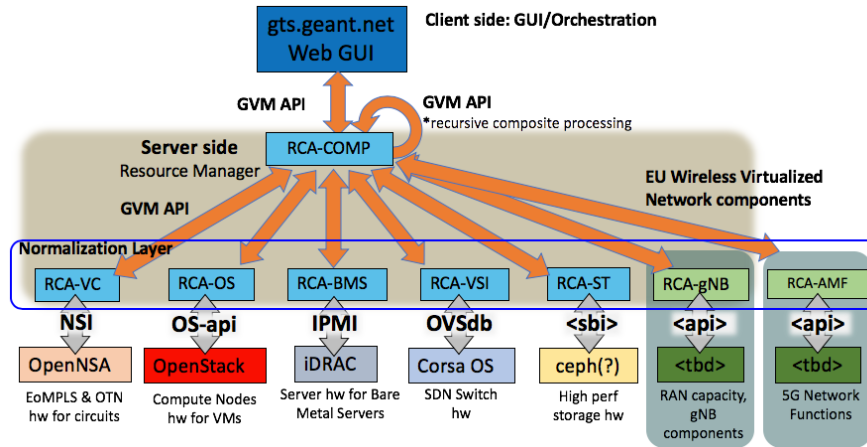 gts.geant.net
Web GUI
Client side: GUI/Orchestration
GVM API
GVM API
*recursive composite processing
Server side
Resource Manager
RCA-COMP
EU Wireless Virtualized
Network components
GVM API
Normalization Layer
RCA-VC
RCA-OS
RCA-BMS
RCA-VSI
RCA-ST
RCA-gNB
RCA-AMF
NSI
OS-api
IPMI
OVSdb
<sbi>
<api>
<api>
OpenNSA
OpenStack
iDRAC
Corsa OS
ceph(?)
<tbd>
<tbd>
EoMPLS & OTN
hw for circuits
Compute Nodes
hw for VMs
Server hw for Bare
Metal Servers
SDN Switch
hw
High perf
storage hw
RAN capacity,
gNB
components
5G Network
Functions